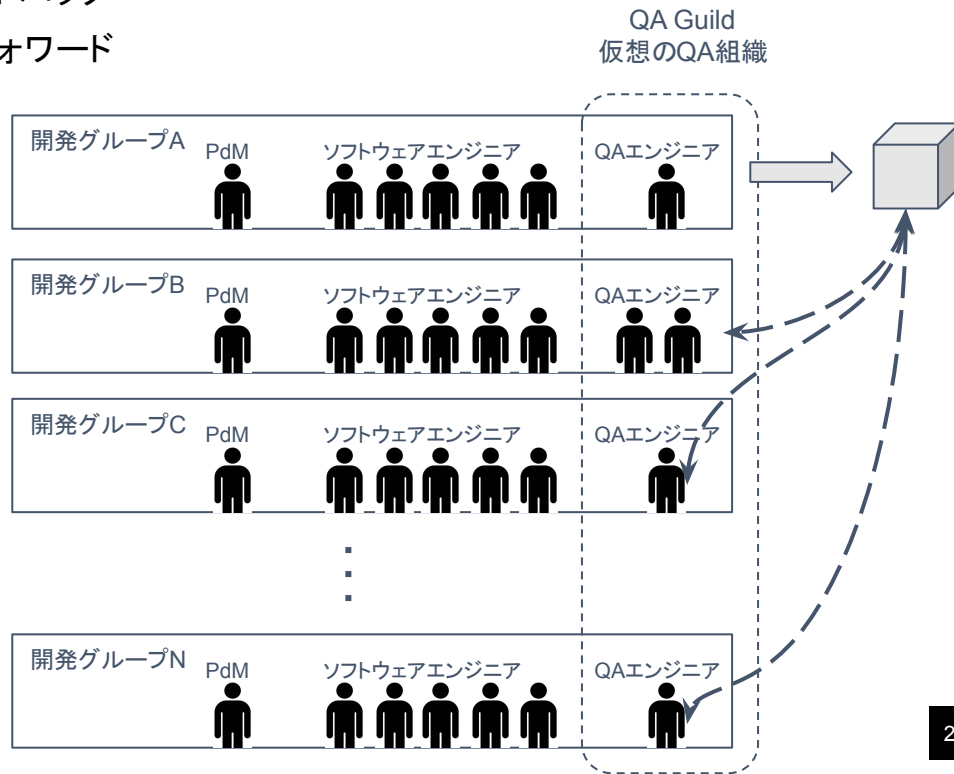 ォワード
QA Guild
仮想のQA組織
開発グループA
PdM
ソフトウェアエンジニア
QAエンジニア
開発グループB
PdM
ソフトウェアエンジニア
QAエンジニア
開発グループC
PdM
ソフトウェアエンジニア
QAエンジニア
開発グループN
PdM
ソフトウェアエンジニア
QAエンジニア
2